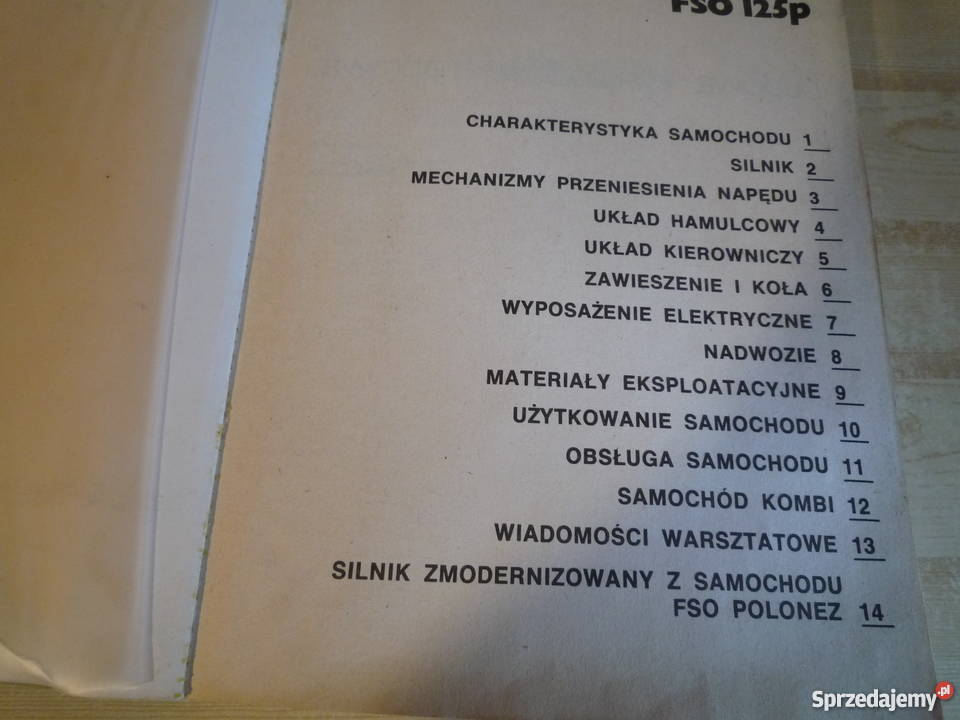 FSO 125p
CHARAKTERYSTYKA SAMOCHODU 1
SILNIK 2
MECHANIZMY PRZENIESIENIA NAPĘDU 3
UKŁAD HAMULCOWY 4
UKŁAD KIEROWNICZY 5
ZAWIESZENIE I KOŁA 6
WYPOSAŻENIE ELEKTRYCZNE 7
NADWOZIE 8
MATERIAŁY EKSPLOATACYJNE 9
UŻYTKOWANIE SAMOCHODU 10
OBSŁUGA SAMOCHODU 11
SAMOCHÓD KOMBI 12
WIADOMOŚCI WARSZTATOWE 13
SILNIK ZMODERNIZOWANY Z SAMOCHODU
FSO POLONEZ 14
Sprzedajemy.pl